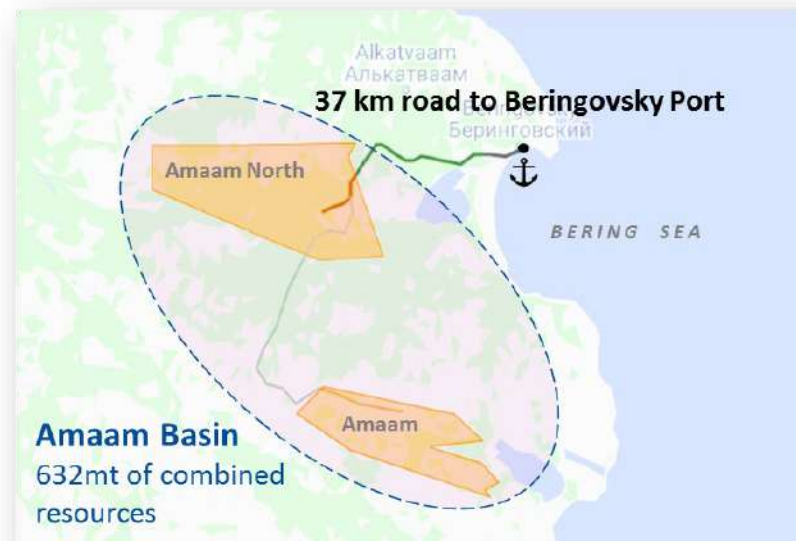 Alkatvaam
Алькатваам
37 km road to Beringovsky Port
Beringovsky
Беринговский
Amaam North
BERING SEA
Amaam
Amaam Basin
632mt of combined
resources